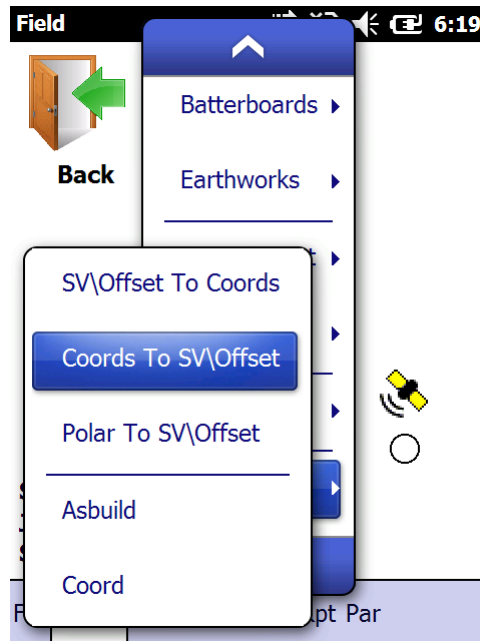 Field 6:19
Batterboards
Back
Earthworks
SV\Offset To Coords
Coords To SV\Offset
Polar To SV\Offset
Asbuild
Coord
Par